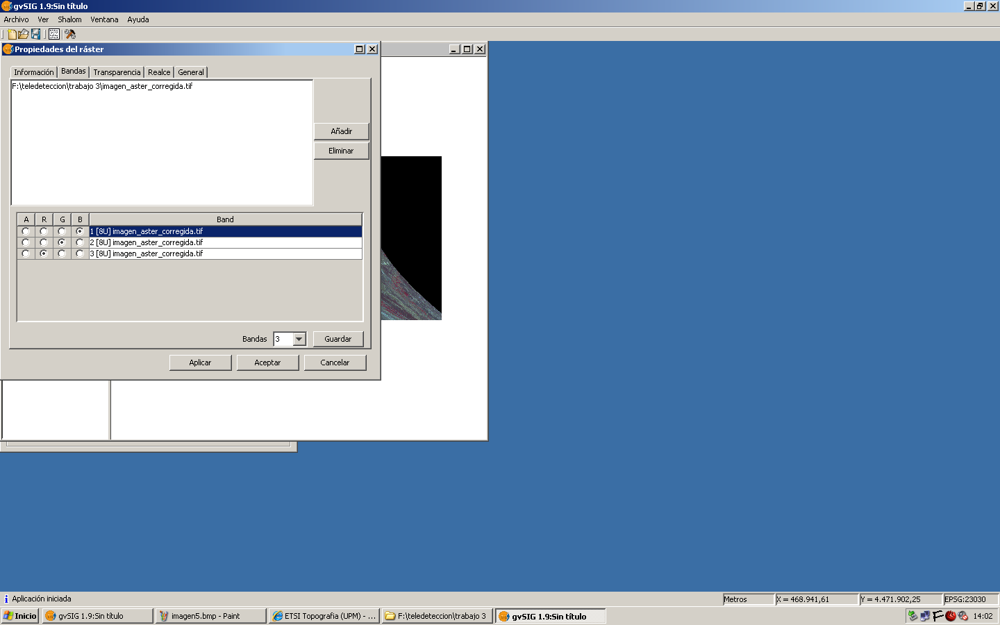 gvSIG 1.9:Sin título
Archivo Ver Shalom Ventana Ayuda
Propiedades del ráster
Información Bandas Transparencia Realce General
F:\teledeteccion\trabajo 3\imagen_aster_corregida.tif
Añadir
Eliminar
A R G B Band
1 [8U] imagen_aster_corregida.tif
2 [8U] imagen_aster_corregida.tif
3 [8U] imagen_aster_corregida.tif
Bandas 3 Guardar
Aplicar Aceptar Cancelar
Aplicación iniciada Metros X = 468.941,61 Y = 4.471.902,25 EPSG:23030
Inicio gvSIG 1.9:Sin título imagen5.bmp - Paint ETSI Topografia (UPM) - ... F:\teledeteccion\trabajo 3 gvSIG 1.9:Sin título 14:02